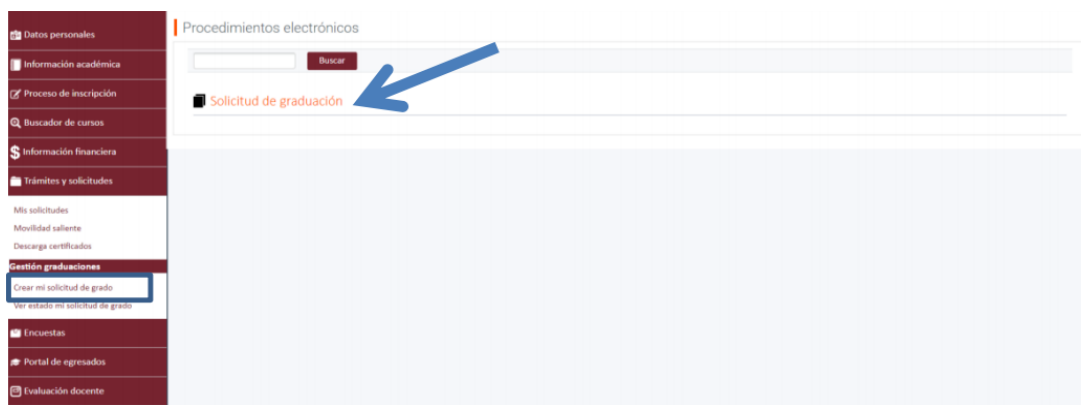 Datos personales
Información académica
Proceso de inscripción
Buscador de cursos
Información financiera
Trámites y solicitudes
Mis solicitudes
Movilidad saliente
Descarga certificados
Gestión graduaciones
Crear mi solicitud de grado
Ver estado mi solicitud de grado
Encuestas
Portal de egresados
Evaluación docente
Procedimientos electrónicos
Buscar
Solicitud de graduación